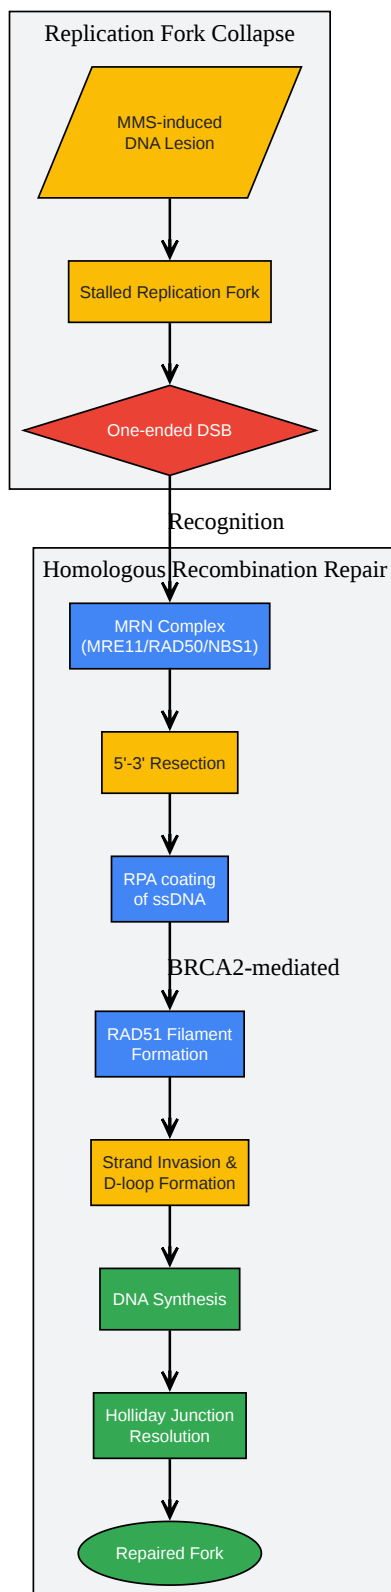 Replication Fork Collapse
MMS-induced
DNA Lesion
Stalled Replication Fork
One-ended DSB
Recognition
Homologous Recombination Repair
MRN Complex
(MRE11/RAD50/NBS1)
5'-3' Resection
RPA coating
of ssDNA
BRCA2-mediated
RAD51 Filament
Formation
Strand Invasion &
D-loop Formation
DNA Synthesis
Holliday Junction
Resolution
Repaired Fork